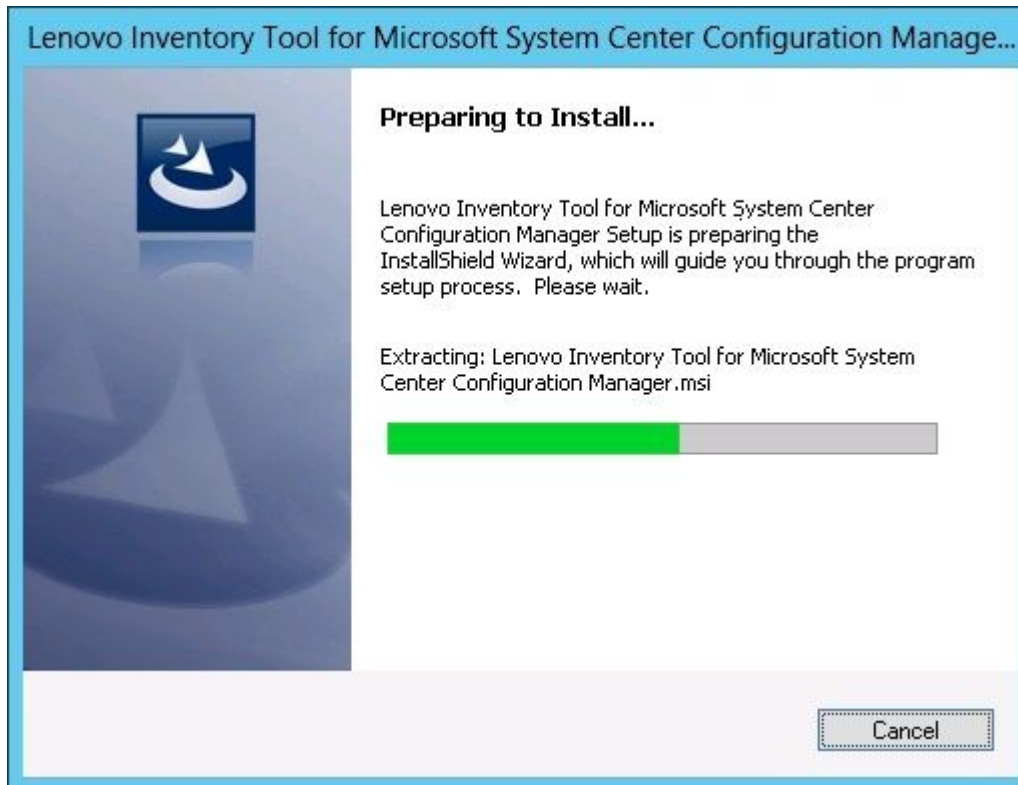 Lenovo Inventory Tool for Microsoft System Center Configuration Manage...
Preparing to Install...
Lenovo Inventory Tool for Microsoft System Center
Configuration Manager Setup is preparing the
InstallShield Wizard, which will guide you through the program
setup process. Please wait.
Extracting: Lenovo Inventory Tool for Microsoft System
Center Configuration Manager.msi
Cancel